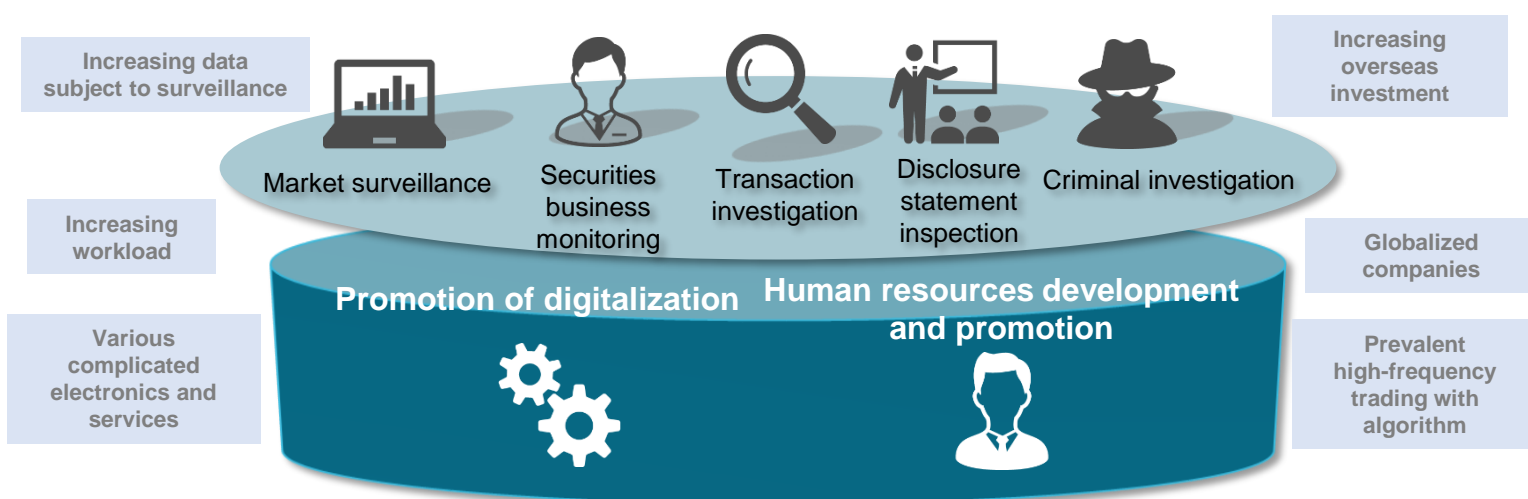 Increasing data
subject to surveillance
Increasing
overseas
investment
Market surveillance
Securities
business
monitoring
Transaction
investigation
Disclosure
statement
inspection
Criminal investigation
Increasing
workload
Globalized
companies
Promotion of digitalization
Human resources development
and promotion
Various
complicated
electronics and
services
Prevalent
high-frequency
trading with
algorithm